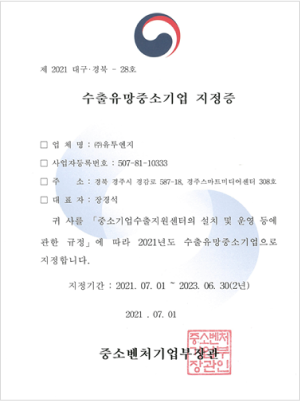 제 2021 대구·경북 - 28호
수출유망중소기업 지정증
□ 업 체 명 : ㈜유투엔지
□ 사업자등록번호 : 507-81-10333
□ 주 소 : 경북 경주시 경감로 587-18, 경주스마트미디어센터 308호
□ 대 표 자 : 장경석
귀 사를 「중소기업수출지원센터의 설치 및 운영 등에
관한 규정」에 따라 2021년도 수출유망중소기업으로
지정합니다.
지정기간 : 2021. 07. 01 ~ 2023. 06. 30(2년)
2021 . 07. 01
중소벤처기업부장관
중소벤처
기업부
장관인